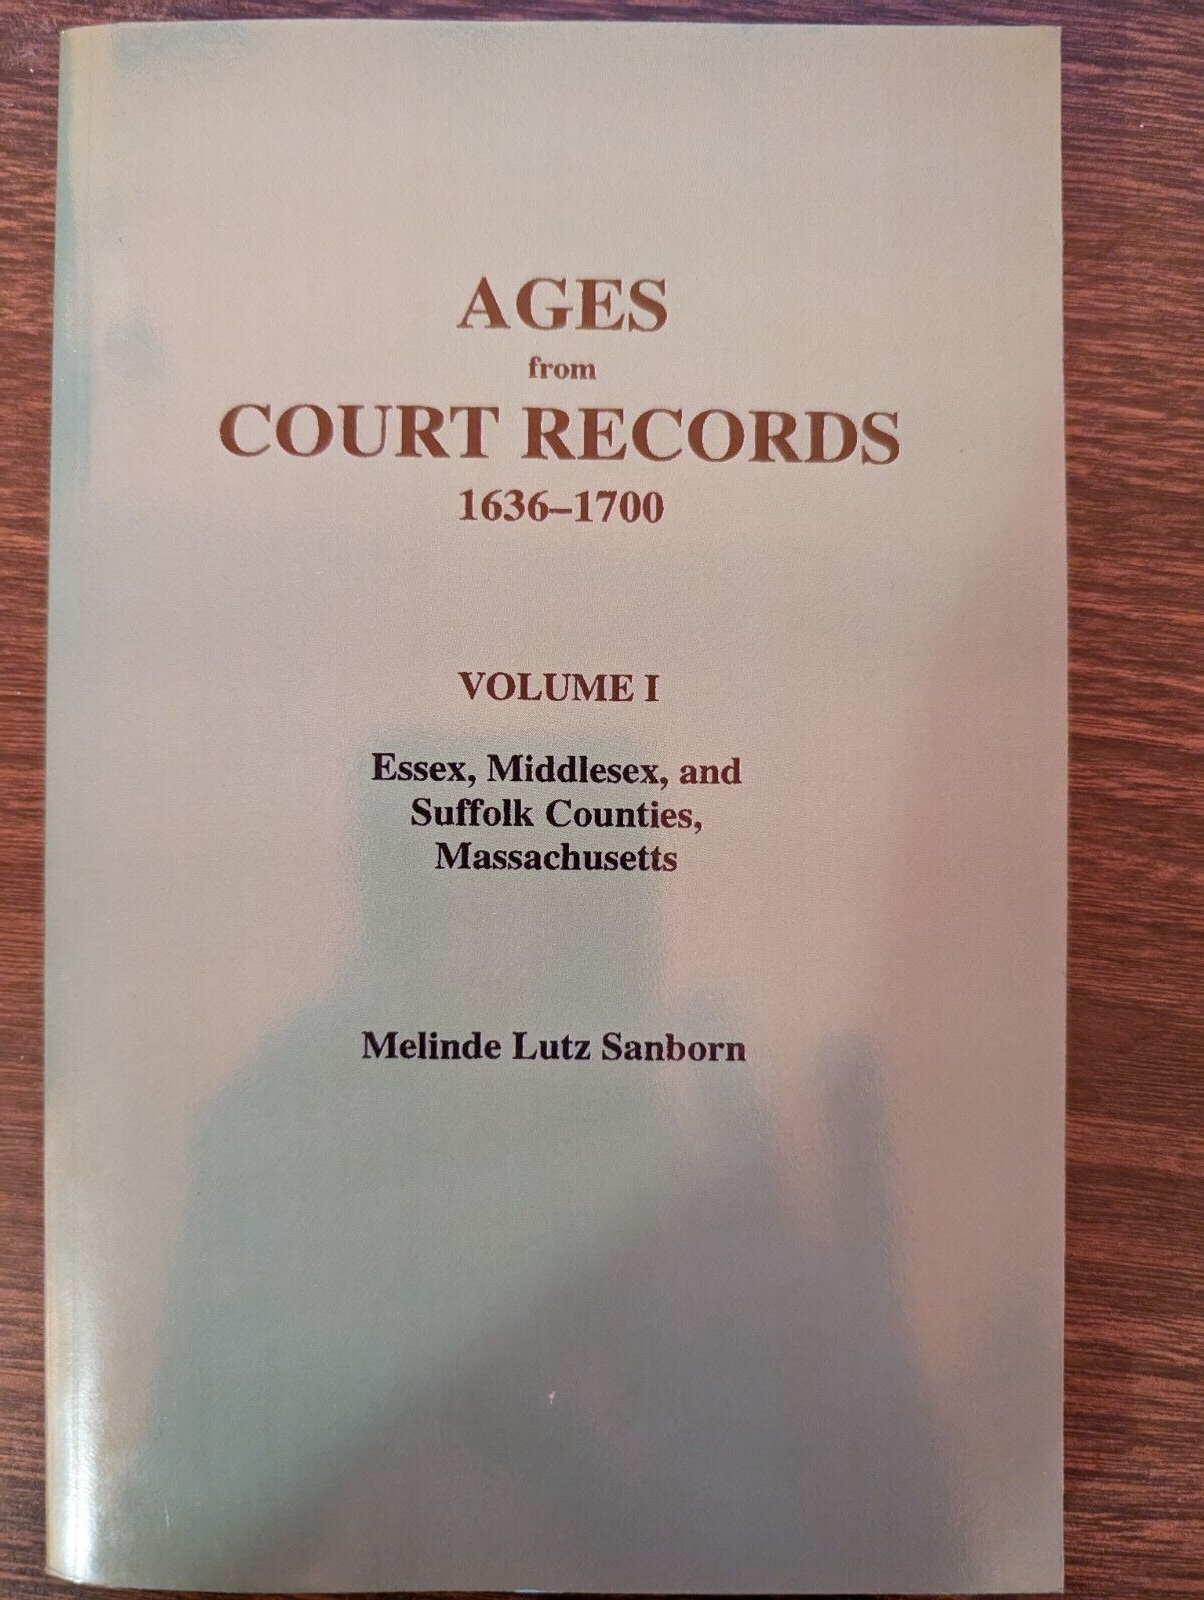 AGES
from
COURT RECORDS
1636–1700
VOLUME I
Essex, Middlesex, and
Suffolk Counties,
Massachusetts
Melinde Lutz Sanborn